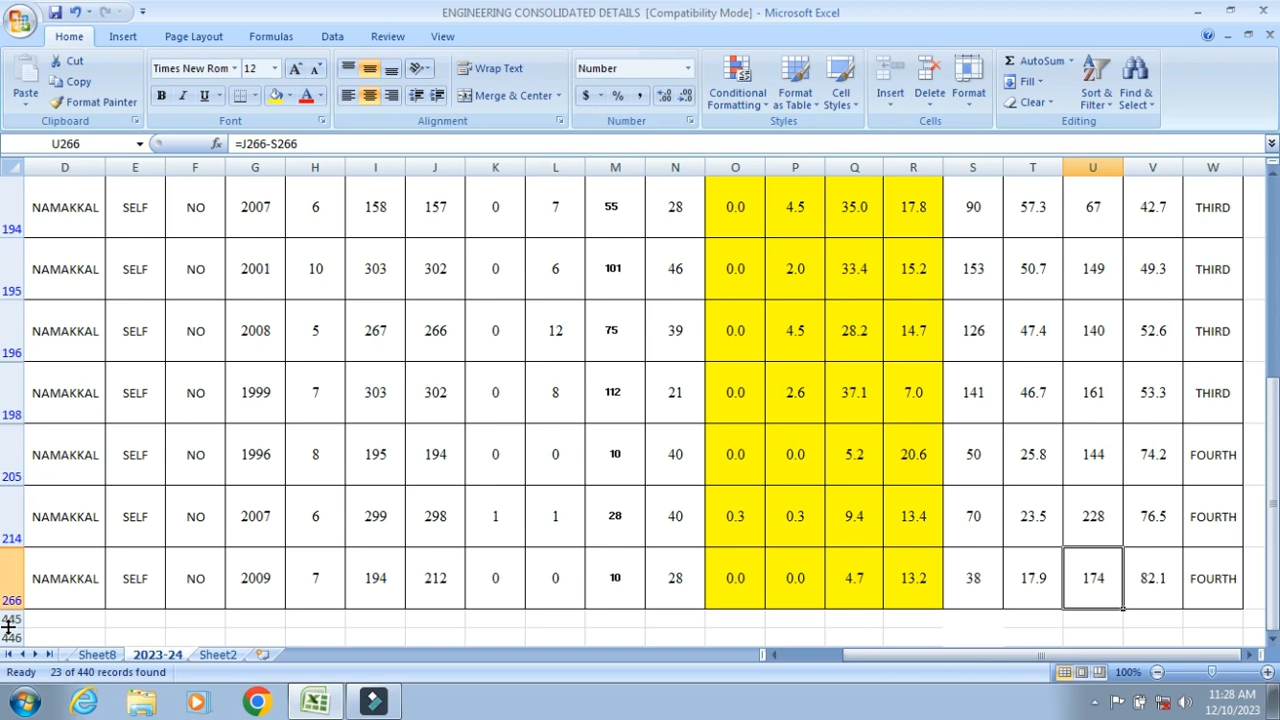 ENGINEERING CONSOLIDATED DETAILS [Compatibility Mode] - Microsoft Excel
Home Insert Page Layout Formulas Data Review View
Paste Cut Copy Format Painter Clipboard
Times New Rom 12 B I U Font
Wrap Text Merge & Center Alignment
Number $ % , Number
Conditional Formatting Format as Table Cell Styles Styles
Insert Delete Format Cells
AutoSum Fill Clear Sort & Filter Find & Select Editing
U266 fx =J266-S266
D E F G H I J K L M N O P Q R S T U V W
194 NAMAKKAL SELF NO 2007 6 158 157 0 7 55 28 0.0 4.5 35.0 17.8 90 57.3 67 42.7 THIRD
195 NAMAKKAL SELF NO 2001 10 303 302 0 6 101 46 0.0 2.0 33.4 15.2 153 50.7 149 49.3 THIRD
196 NAMAKKAL SELF NO 2008 5 267 266 0 12 75 39 0.0 4.5 28.2 14.7 126 47.4 140 52.6 THIRD
198 NAMAKKAL SELF NO 1999 7 303 302 0 8 112 21 0.0 2.6 37.1 7.0 141 46.7 161 53.3 THIRD
205 NAMAKKAL SELF NO 1996 8 195 194 0 0 10 40 0.0 0.0 5.2 20.6 50 25.8 144 74.2 FOURTH
214 NAMAKKAL SELF NO 2007 6 299 298 1 1 28 40 0.3 0.3 9.4 13.4 70 23.5 228 76.5 FOURTH
266 NAMAKKAL SELF NO 2009 7 194 212 0 0 10 28 0.0 0.0 4.7 13.2 38 17.9 174 82.1 FOURTH
445
446
Sheet8 2023-24 Sheet2
Ready 23 of 440 records found 100%
11:28 AM
12/10/2023